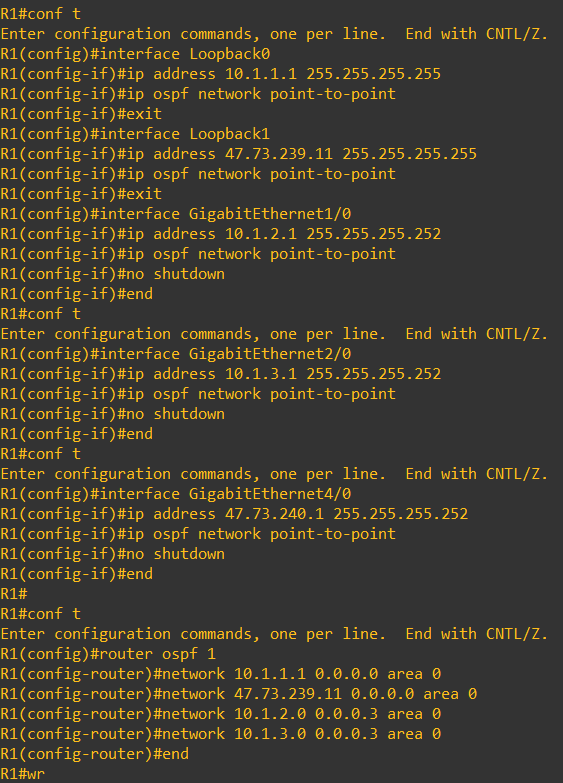 R1#conf t
Enter configuration commands, one per line.  End with CNTL/Z.
R1(config)#interface Loopback0
R1(config-if)#ip address 10.1.1.1 255.255.255.255
R1(config-if)#ip ospf network point-to-point
R1(config-if)#exit
R1(config)#interface Loopback1
R1(config-if)#ip address 47.73.239.11 255.255.255.255
R1(config-if)#ip ospf network point-to-point
R1(config-if)#exit
R1(config)#interface GigabitEthernet1/0
R1(config-if)#ip address 10.1.2.1 255.255.255.252
R1(config-if)#ip ospf network point-to-point
R1(config-if)#no shutdown
R1(config-if)#end
R1#conf t
Enter configuration commands, one per line.  End with CNTL/Z.
R1(config)#interface GigabitEthernet2/0
R1(config-if)#ip address 10.1.3.1 255.255.255.252
R1(config-if)#ip ospf network point-to-point
R1(config-if)#no shutdown
R1(config-if)#end
R1#conf t
Enter configuration commands, one per line.  End with CNTL/Z.
R1(config)#interface GigabitEthernet4/0
R1(config-if)#ip address 47.73.240.1 255.255.255.252
R1(config-if)#ip ospf network point-to-point
R1(config-if)#no shutdown
R1(config-if)#end
R1#
R1#conf t
Enter configuration commands, one per line.  End with CNTL/Z.
R1(config)#router ospf 1
R1(config-router)#network 10.1.1.1 0.0.0.0 area 0
R1(config-router)#network 47.73.239.11 0.0.0.0 area 0
R1(config-router)#network 10.1.2.0 0.0.0.3 area 0
R1(config-router)#network 10.1.3.0 0.0.0.3 area 0
R1(config-router)#end
R1#wr